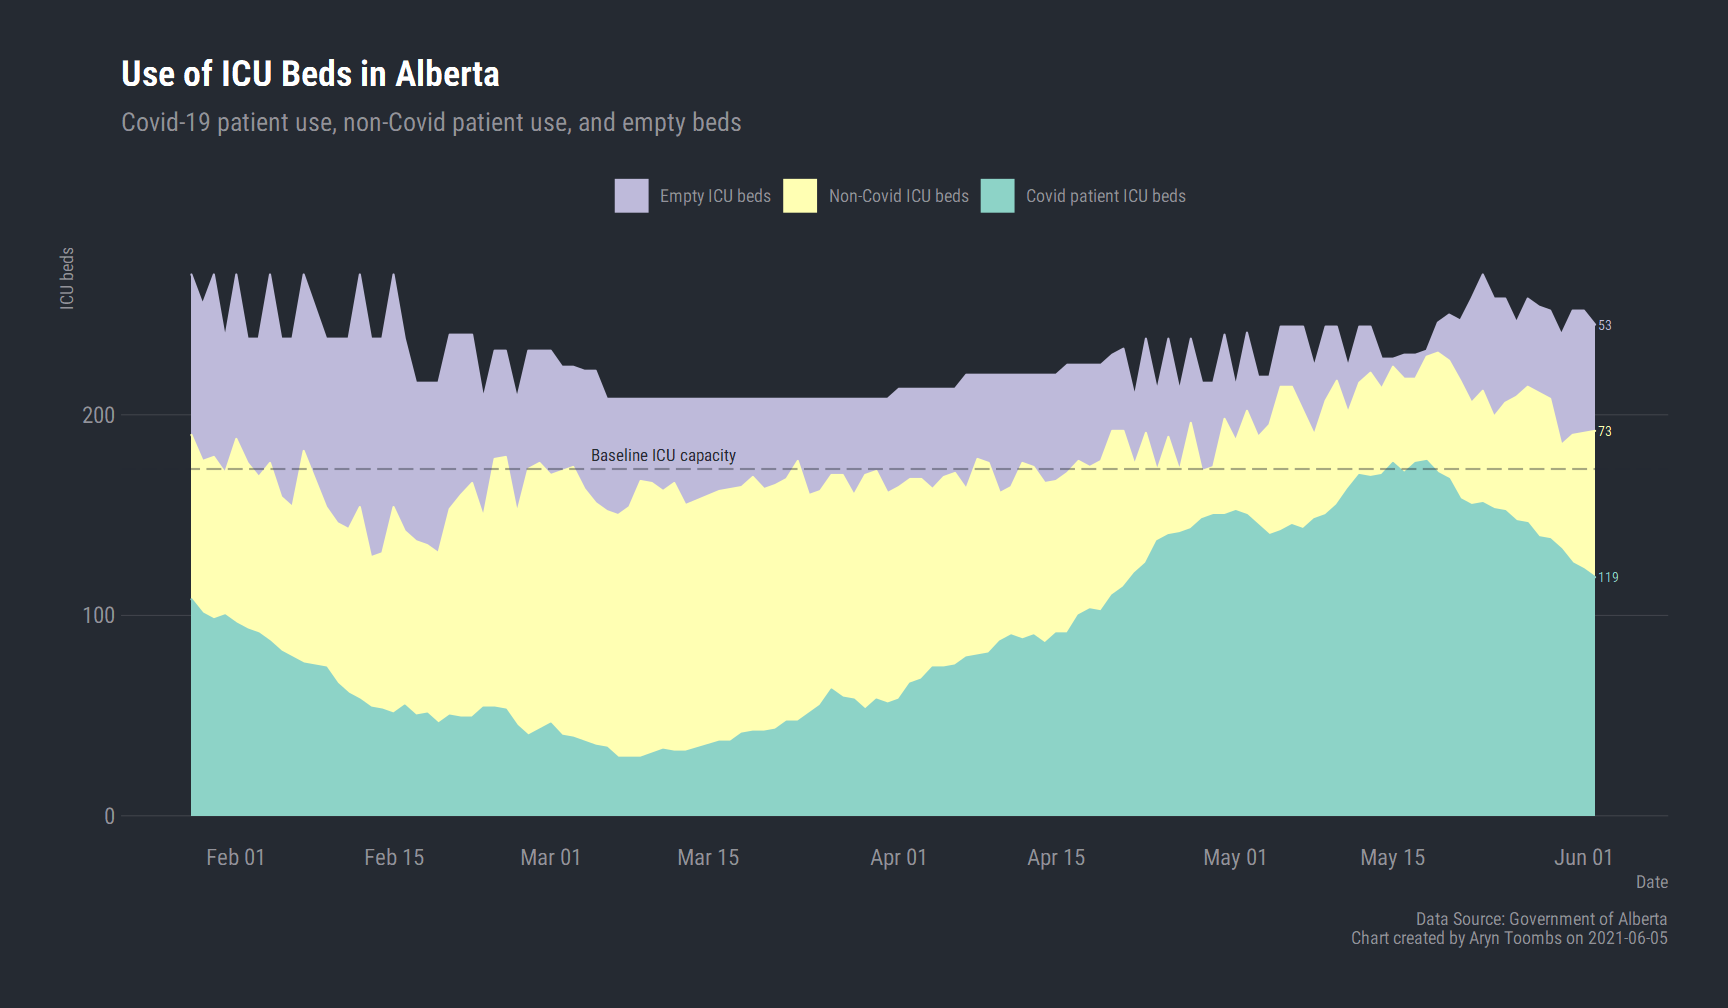 Use of ICU Beds in Alberta
Covid-19 patient use, non-Covid patient use, and empty beds
Empty ICU beds
Non-Covid ICU beds
Covid patient ICU beds
ICU beds
53
200
73
Baseline ICU capacity
119
100
0
Feb 01
Feb 15
Mar 01
Mar 15
Apr 01
Apr 15
May 01
May 15
Jun 01
Date
Data Source: Government of Alberta
Chart created by Aryn Toombs on 2021-06-05